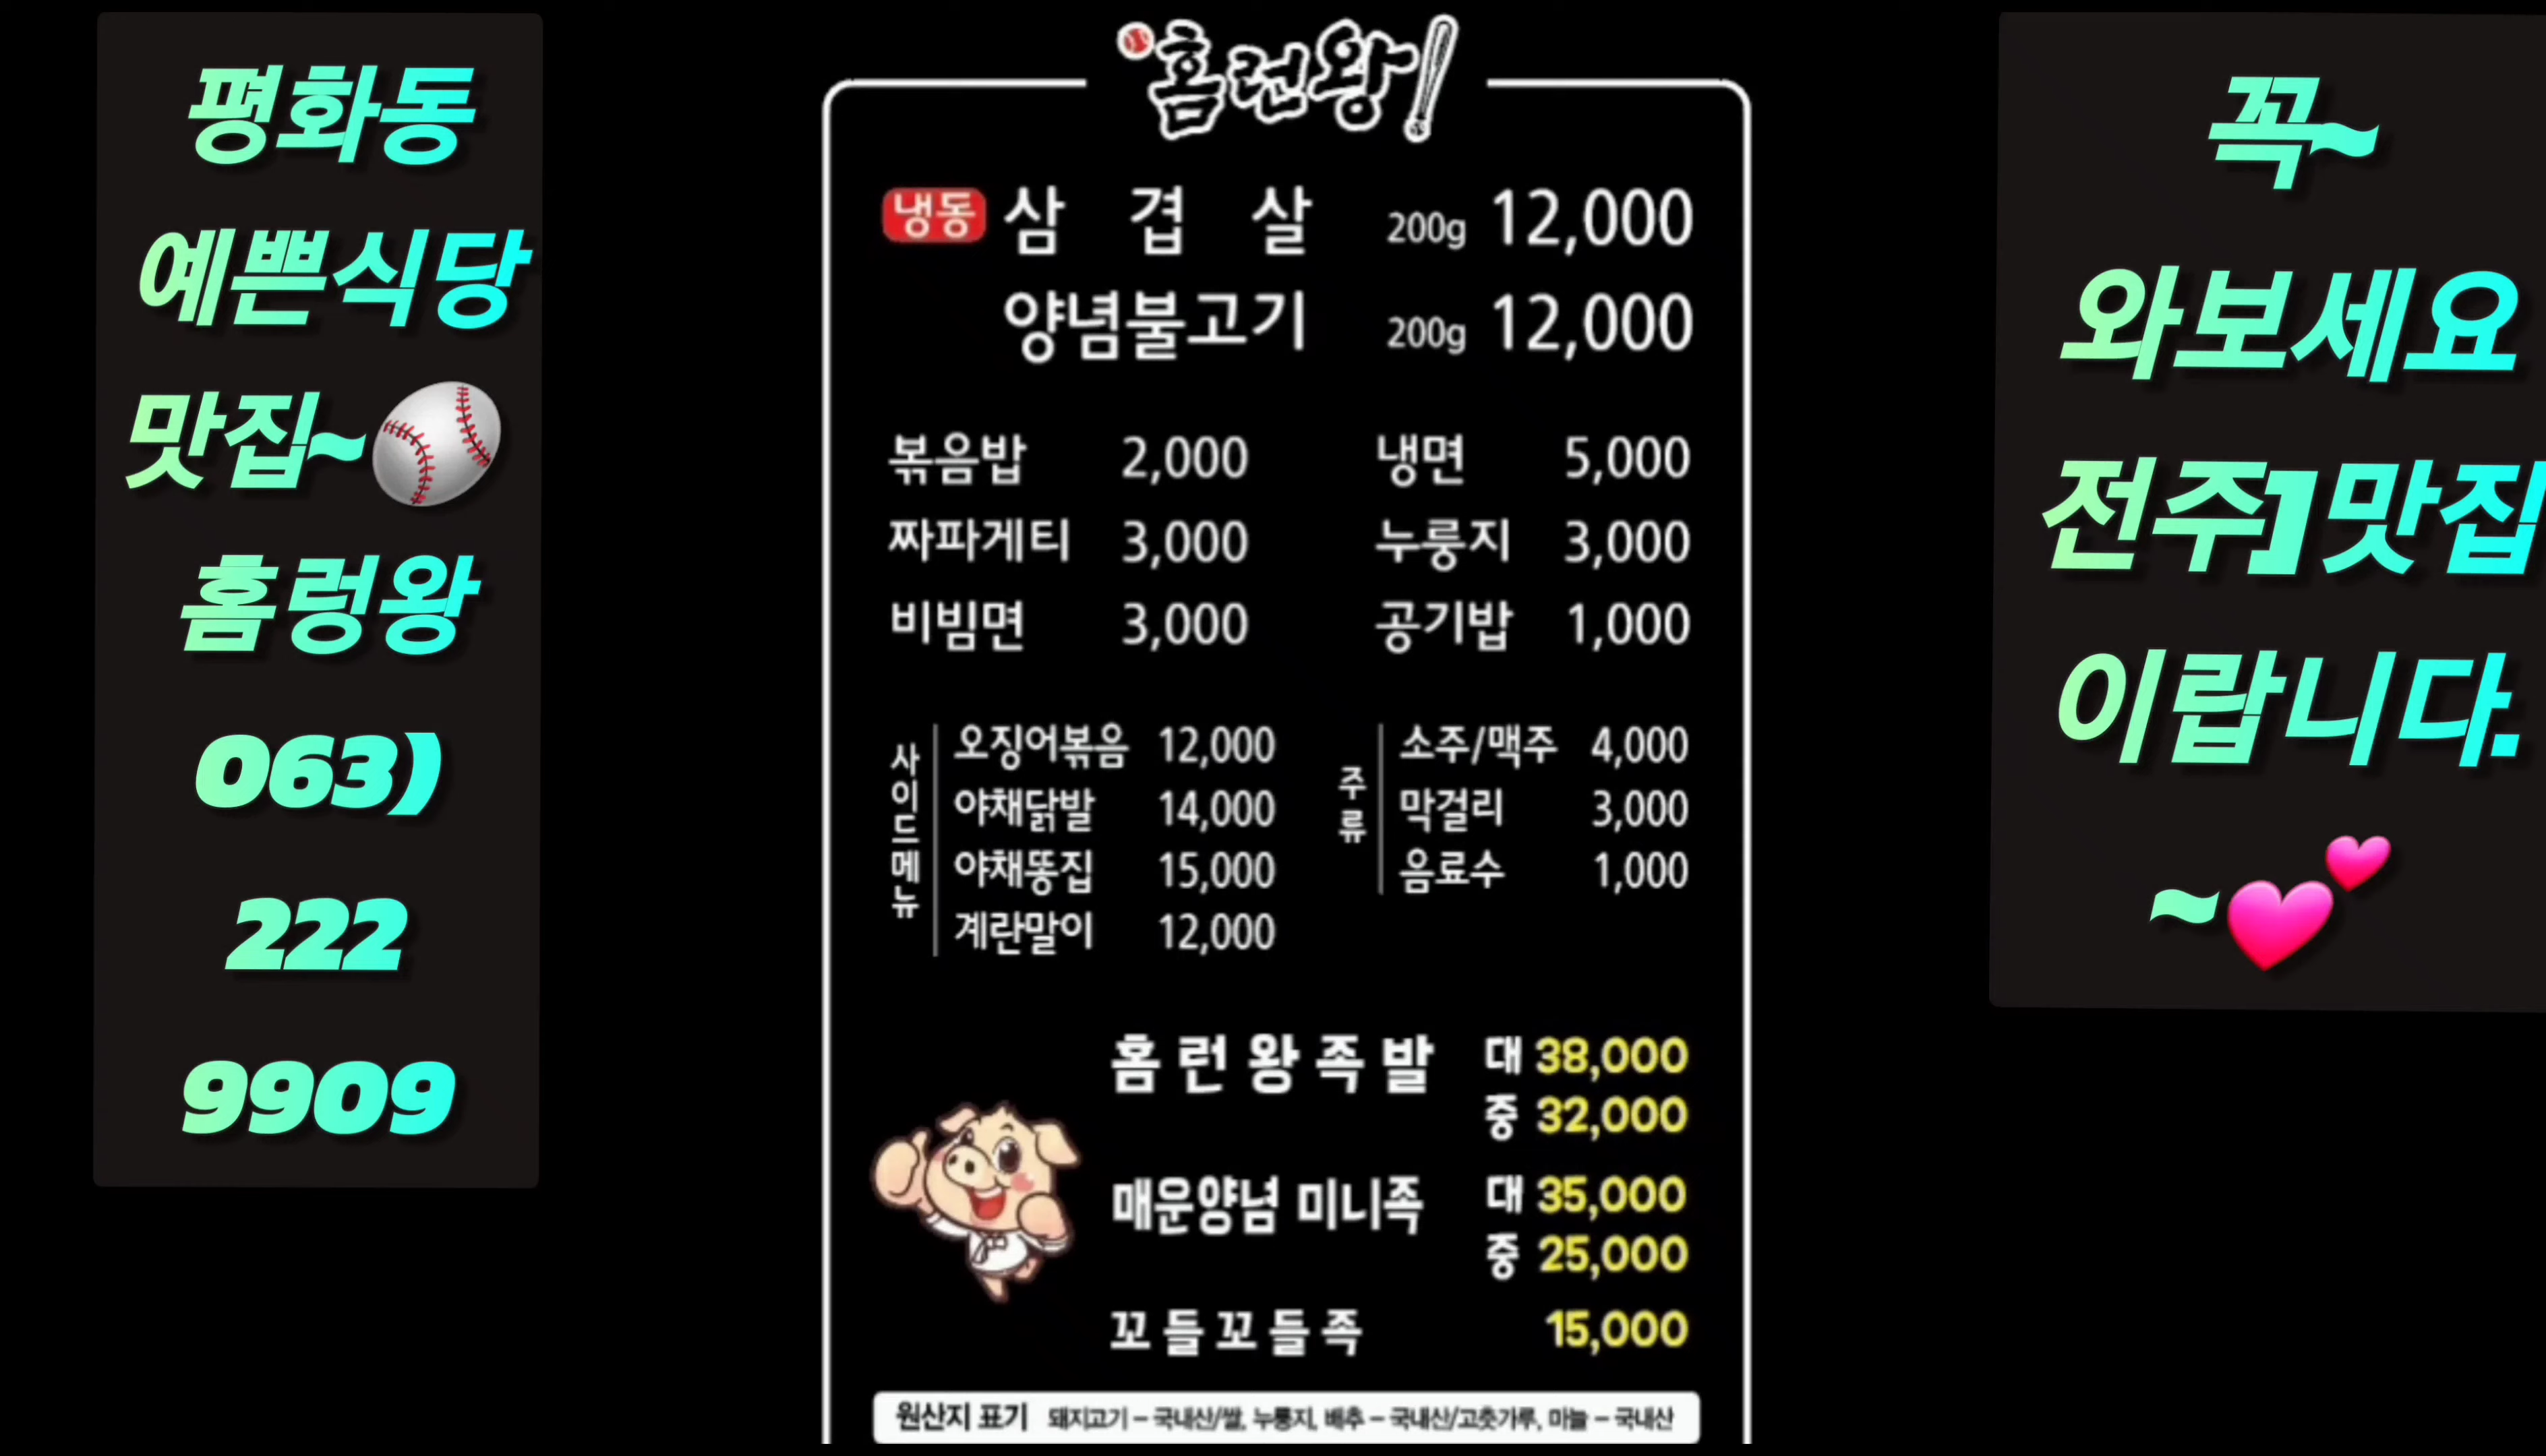 평화동
예쁜식당
맛집~
홈렁왕
063)
222
9909
홈런왕!
냉동 삼겹살 200g 12,000
양념불고기 200g 12,000
볶음밥 2,000 냉면 5,000
짜파게티 3,000 누룽지 3,000
비빔면 3,000 공기밥 1,000
사이드메뉴
오징어볶음 12,000
야채닭발 14,000
야채똥집 15,000
계란말이 12,000
주류
소주/맥주 4,000
막걸리 3,000
음료수 1,000
홈런왕족발 대 38,000
중 32,000
매운양념 미니족 대 35,000
중 25,000
꼬들꼬들족 15,000
원산지 표기 돼지고기 – 국내산/쌀, 누룽지, 배추 – 국내산/고춧가루, 마늘 – 국내산
꼭~
와보세요
전주1맛집
이랍니다.
~